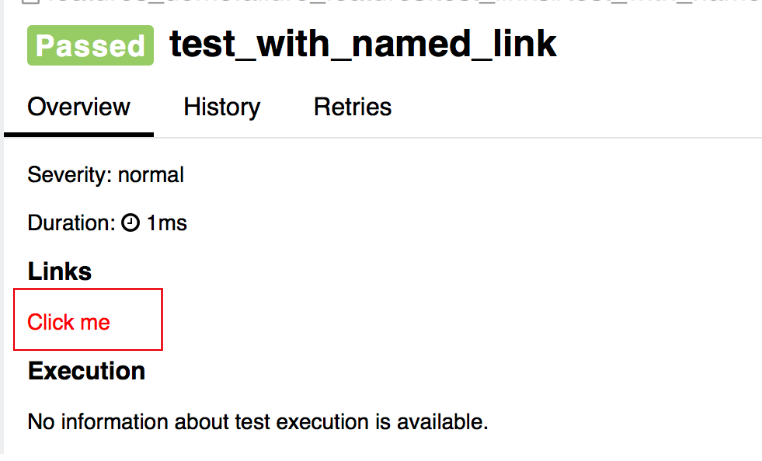 Passed test_with_named_link
Overview History Retries
Severity: normal
Duration: 1ms
Links
Click me
Execution
No information about test execution is available.